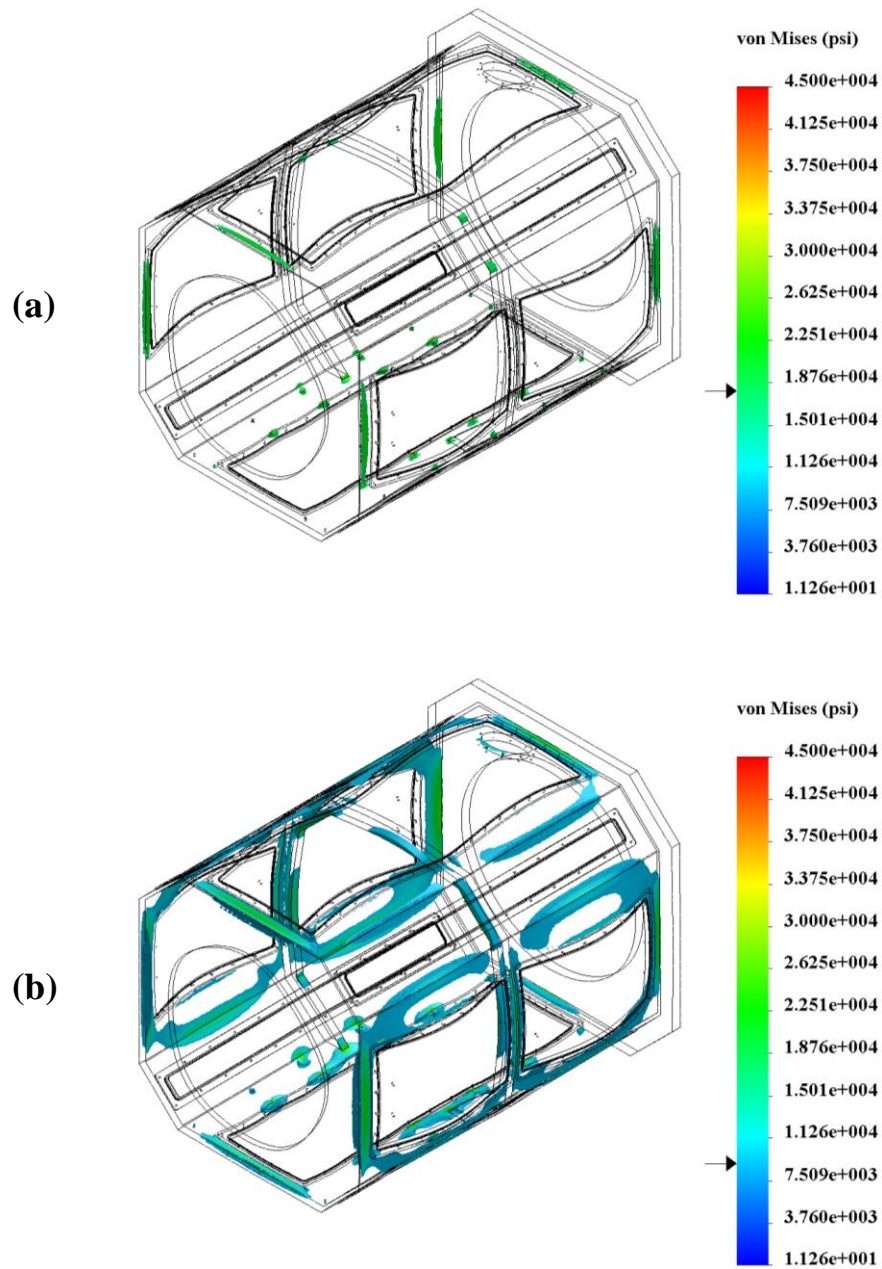 von Mises (psi)
4.500e+004
4.125e+004
3.750e+004
3.375e+004
3.000e+004
2.625e+004
2.251e+004
1.876e+004
1.501e+004
1.126e+004
7.509e+003
3.760e+003
1.126e+001
(a)
von Mises (psi)
4.500e+004
4.125e+004
3.750e+004
3.375e+004
3.000e+004
2.625e+004
2.251e+004
1.876e+004
1.501e+004
1.126e+004
7.509e+003
3.760e+003
1.126e+001
(b)